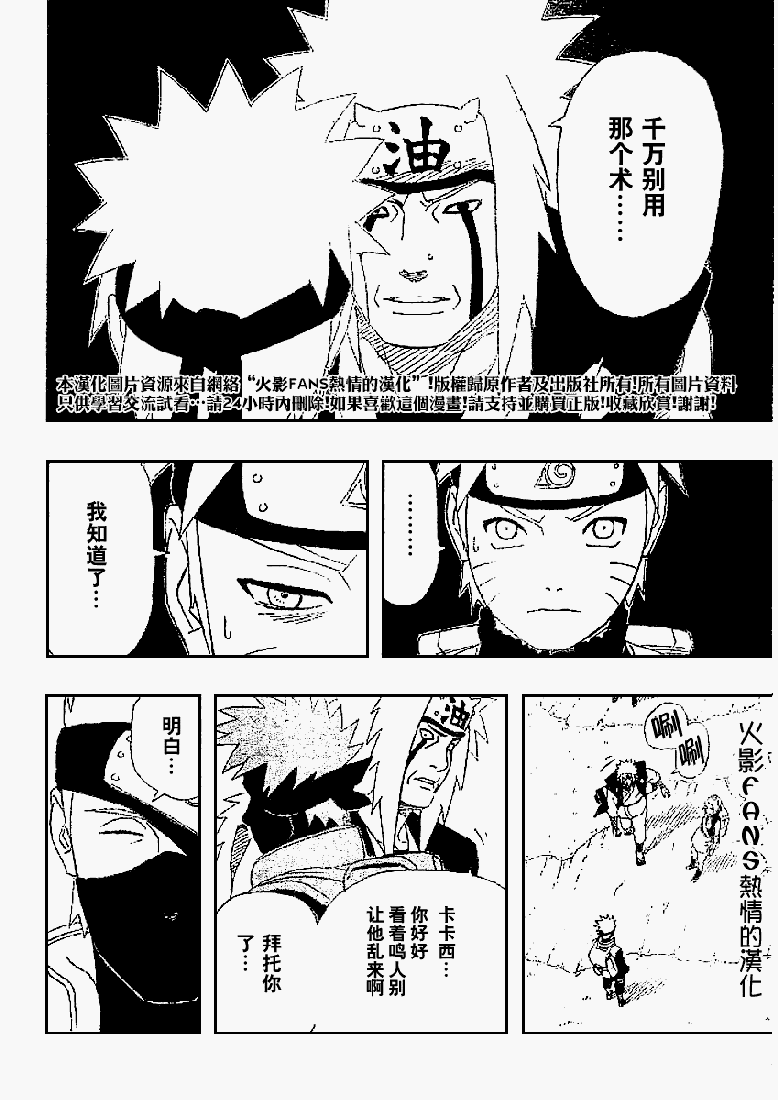 千万别用
那个术……
油
本漢化圖片資源來自網絡“火影FANS熱情的漢化”!版權歸原作者及出版社所有!所有圖片資料
只供學習交流試看…請24小時內刪除!如果喜歡這個漫畫!請支持並購買正版!收藏欣賞!謝謝!
………
我知道了…
唰
唰
火影FANS熱情的漢化
油
卡卡西…
你好好
看着鸣人别
让他乱来啊
拜托你
了…
明白…